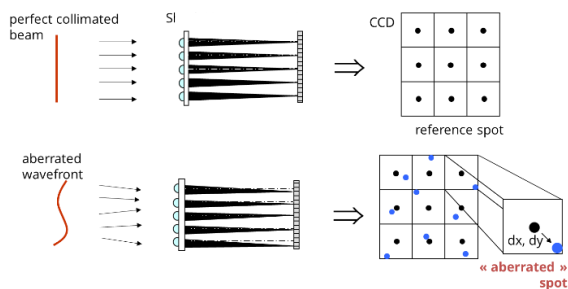 perfect collimated
beam
SI
CCD
reference spot
aberrated
wavefront
dx, dy
« aberrated »
spot